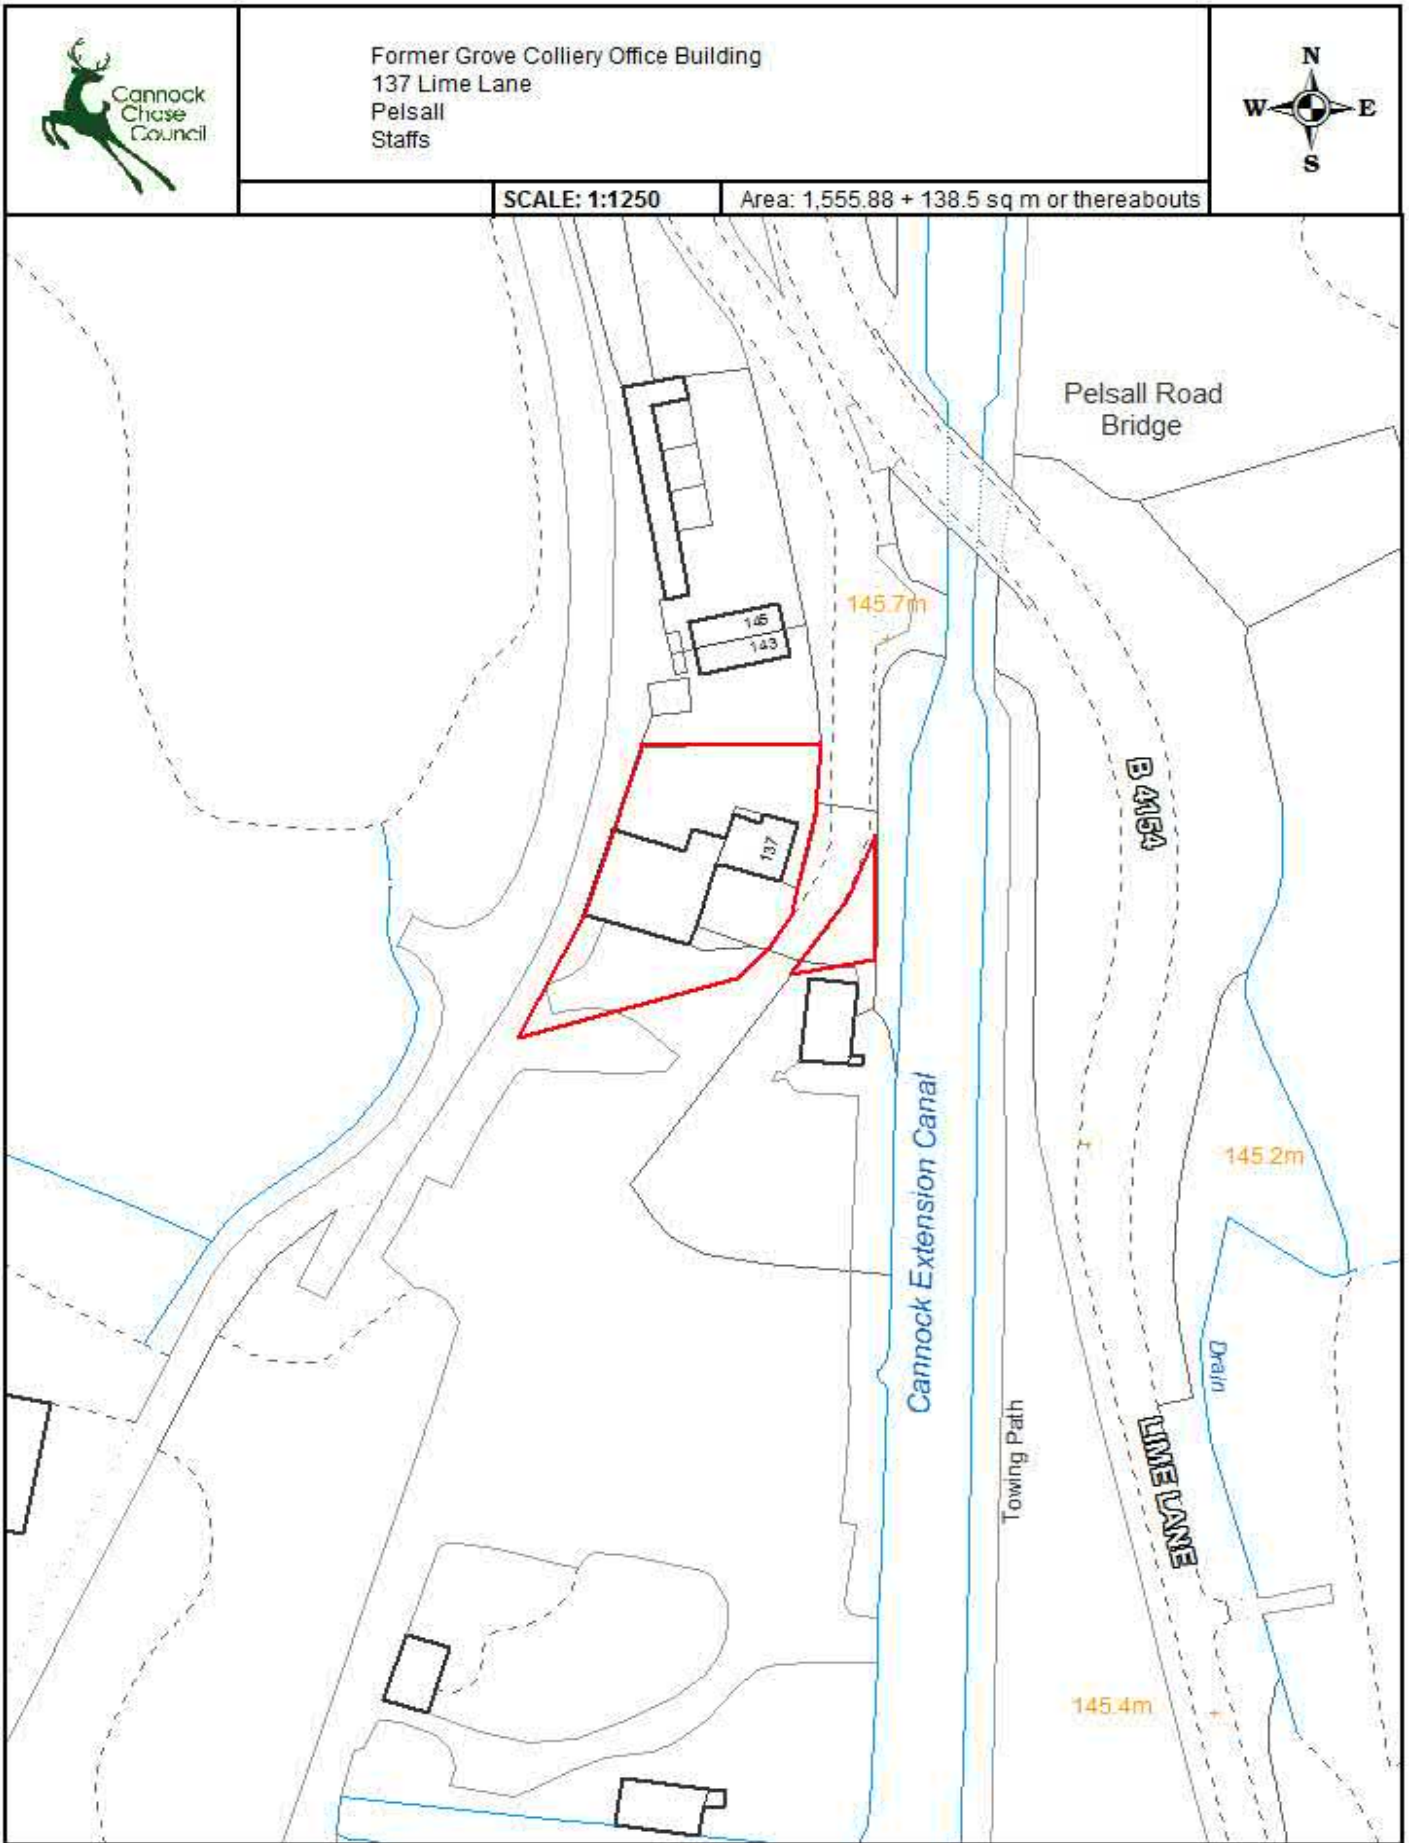 Cannock
Chase
Council
Former Grove Colliery Office Building
137 Lime Lane
Pelsall
Staffs
N
W E
S
SCALE: 1:1250
Area: 1,555.88 + 138.5 sq m or thereabouts
Pelsall Road
Bridge
145.7m
145
143
B 4154
137
Cannock Extension Canal
145.2m
Drain
Towing Path
LIME LANE
145.4m